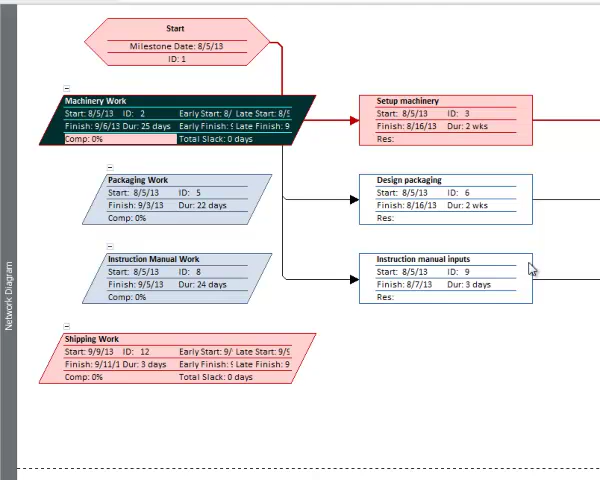 Network Diagram
Start
Milestone Date: 8/5/13
ID: 1
Machinery Work
Start: 8/5/13 ID: 2 Early Start: 8/ Late Start: 8/5
Finish: 9/6/13 Dur: 25 days Early Finish: 9 Late Finish: 9
Comp: 0% Total Slack: 0 days
Setup machinery
Start: 8/5/13 ID: 3
Finish: 8/16/13 Dur: 2 wks
Res:
Packaging Work
Start: 8/5/13 ID: 5
Finish: 9/3/13 Dur: 22 days
Comp: 0%
Design packaging
Start: 8/5/13 ID: 6
Finish: 8/16/13 Dur: 2 wks
Res:
Instruction Manual Work
Start: 8/5/13 ID: 8
Finish: 9/5/13 Dur: 24 days
Comp: 0%
Instruction manual inputs
Start: 8/5/13 ID: 9
Finish: 8/7/13 Dur: 3 days
Res:
Shipping Work
Start: 9/9/13 ID: 12 Early Start: 9/ Late Start: 9/9
Finish: 9/11/1 Dur: 3 days Early Finish: 9 Late Finish: 9
Comp: 0% Total Slack: 0 days